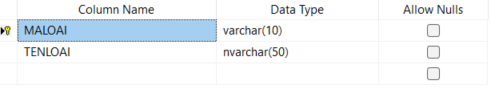 Column Name Data Type Allow Nulls
MALOAI varchar(10)
TENLOAI nvarchar(50)